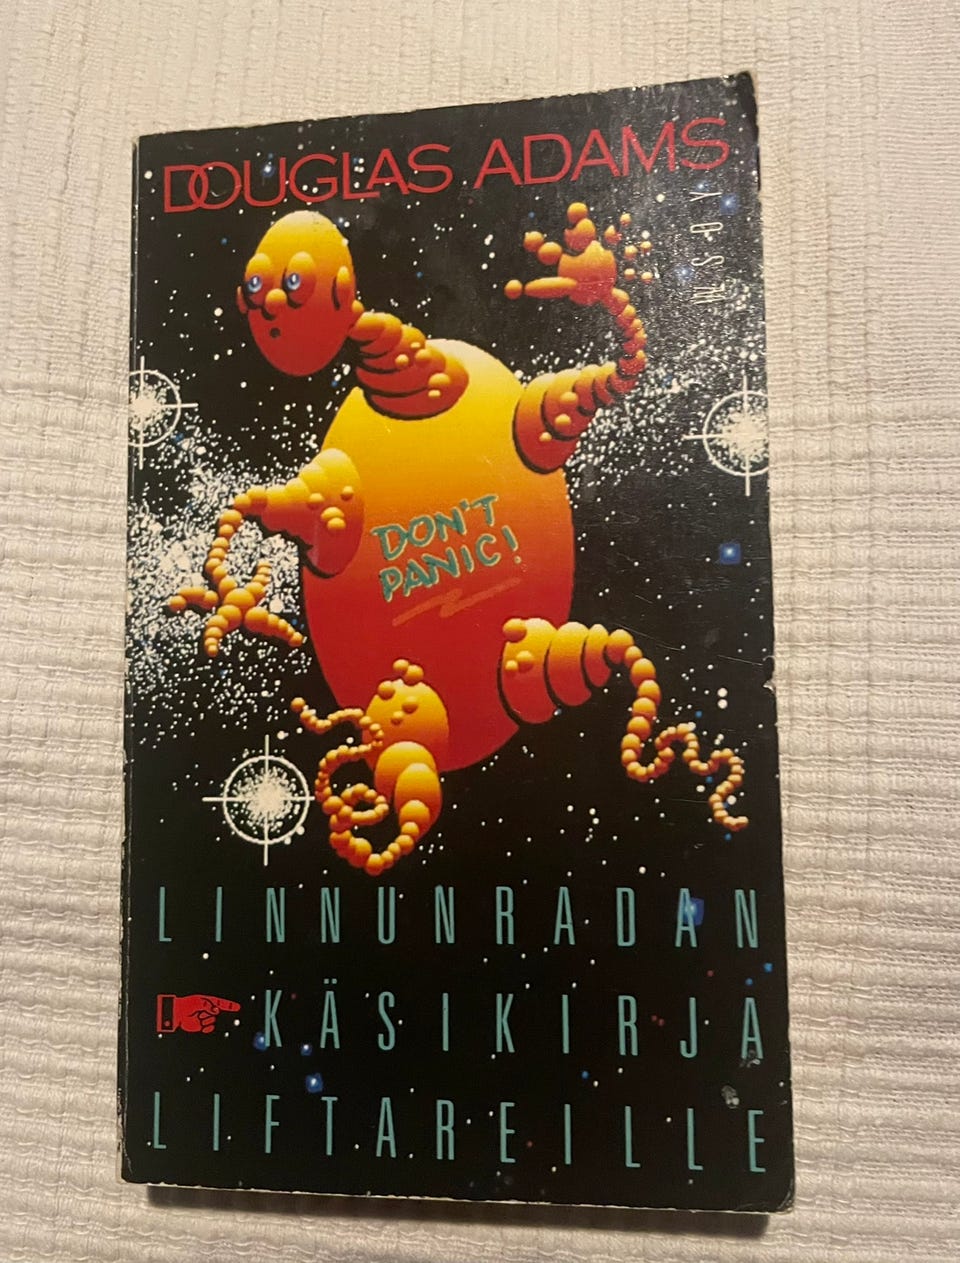 DOUGLAS ADAMS
WSOY
DON'T
PANIC!
LINNUNRADAN
KÄSIKIRJA
LIFTAREILLE